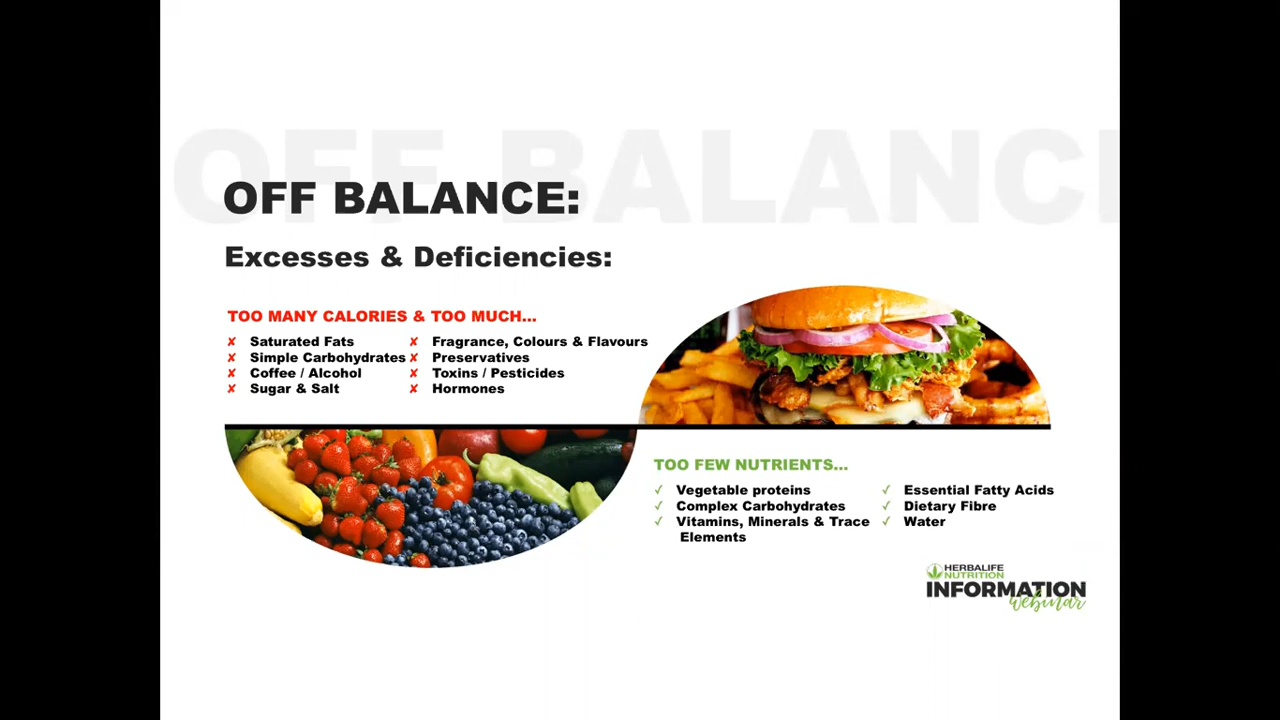 OFF BALANCE
OFF BALANCE:
Excesses & Deficiencies:
TOO MANY CALORIES & TOO MUCH...
✘ Saturated Fats
✘ Simple Carbohydrates
✘ Coffee / Alcohol
✘ Sugar & Salt
✘ Fragrance, Colours & Flavours
✘ Preservatives
✘ Toxins / Pesticides
✘ Hormones
TOO FEW NUTRIENTS...
✓ Vegetable proteins
✓ Complex Carbohydrates
✓ Vitamins, Minerals & Trace
Elements
✓ Essential Fatty Acids
✓ Dietary Fibre
✓ Water
HERBALIFE
NUTRITION
INFORMATION
webinar